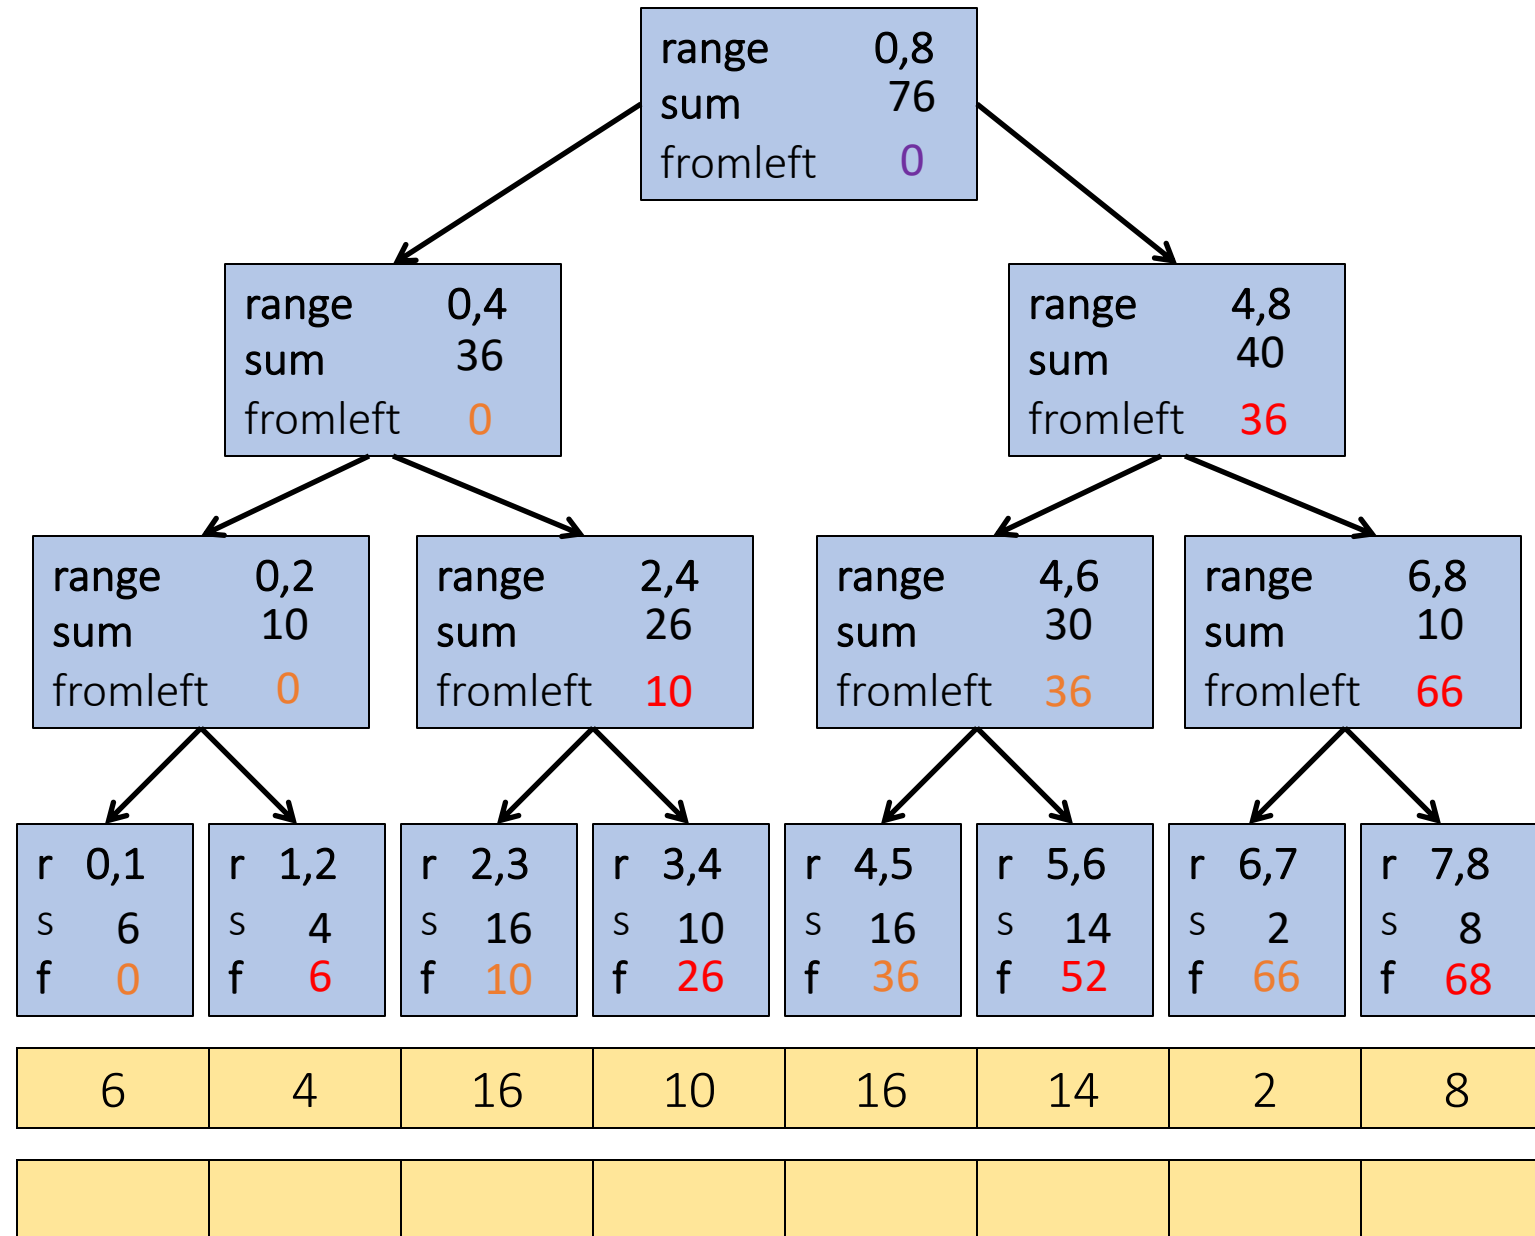 range 0,8
sum 76
fromleft 0
range 0,4
sum 36
fromleft 0
range 4,8
sum 40
fromleft 36
range 0,2
sum 10
fromleft 0
range 2,4
sum 26
fromleft 10
range 4,6
sum 30
fromleft 36
range 6,8
sum 10
fromleft 66
r 0,1
s 6
f 0
r 1,2
s 4
f 6
r 2,3
s 16
f 10
r 3,4
s 10
f 26
r 4,5
s 16
f 36
r 5,6
s 14
f 52
r 6,7
s 2
f 66
r 7,8
s 8
f 68
6 4 16 10 16 14 2 8